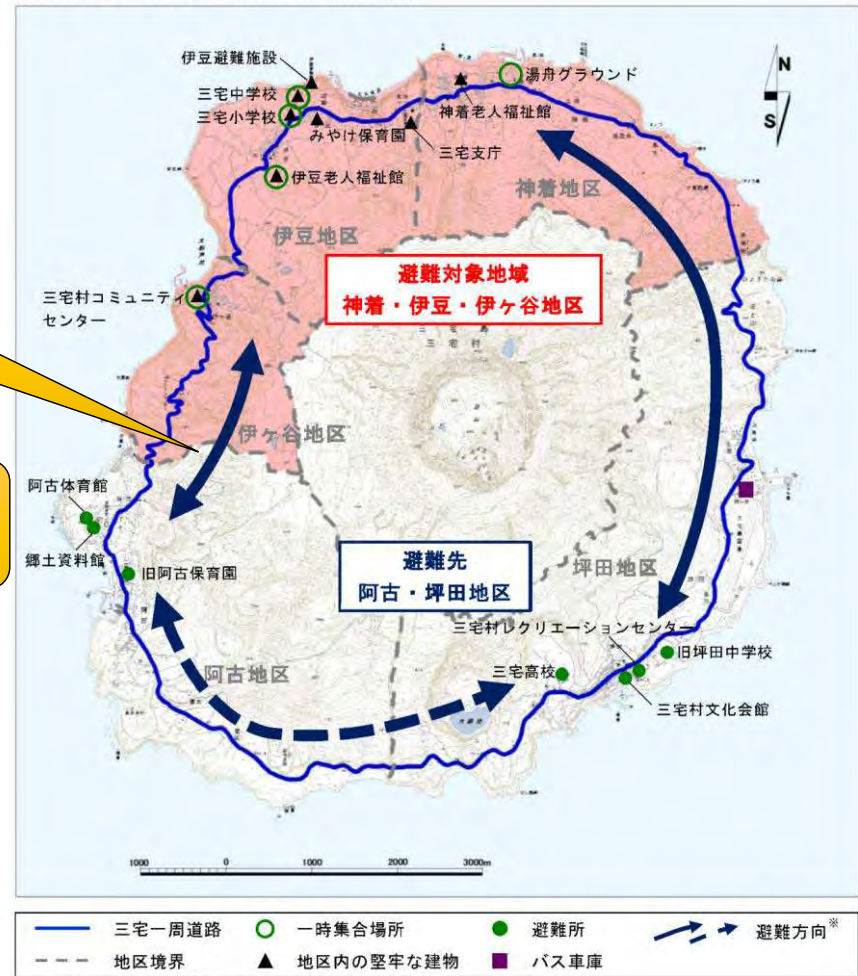 伊豆避難施設
三宅中学校
三宅小学校
みやけ保育園
伊豆老人福祉館
湯舟グラウンド
神着老人福祉館
三宅支庁
N
S
神着地区
伊豆地区
避難対象地域
神着・伊豆・伊ヶ谷地区
三宅村コミュニティ
センター
三宅村
伊ヶ谷地区
阿古体育館
郷土資料館
旧阿古保育園
避難先
阿古・坪田地区
坪田地区
三宅村レクリエーションセンター
旧坪田中学校
三宅高校
三宅村文化会館
阿古地区
1000 0 1000 2000 3000m
三宅一周道路 一時集合場所 避難所 避難方向※
地区境界 地区内の堅牢な建物 バス車庫